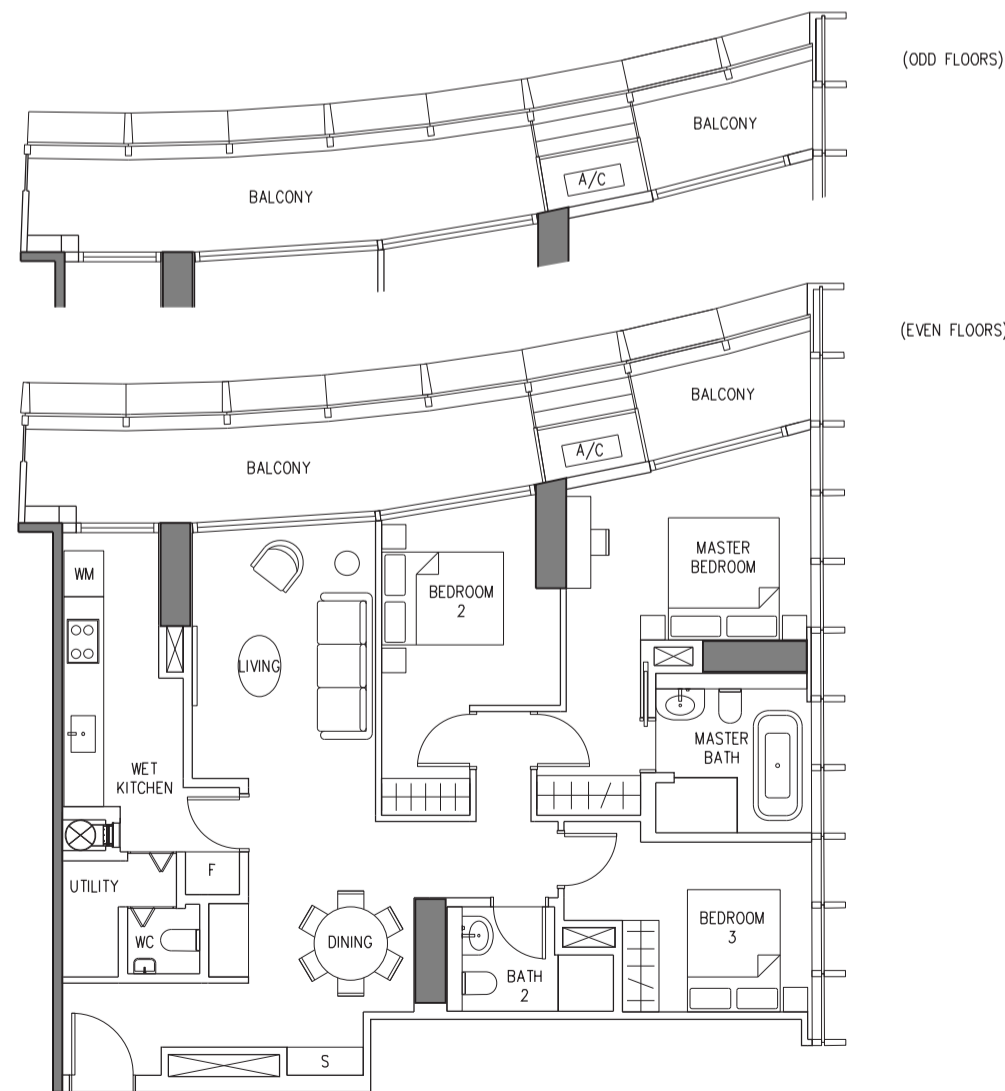 (ODD FLOORS)
BALCONY
A/C
BALCONY
(EVEN FLOORS)
BALCONY
A/C
BALCONY
MASTER
BEDROOM
WM
BEDROOM
2
LIVING
MASTER
BATH
WET
KITCHEN
F
UTILITY
BEDROOM
3
WC
DINING
BATH
2
S